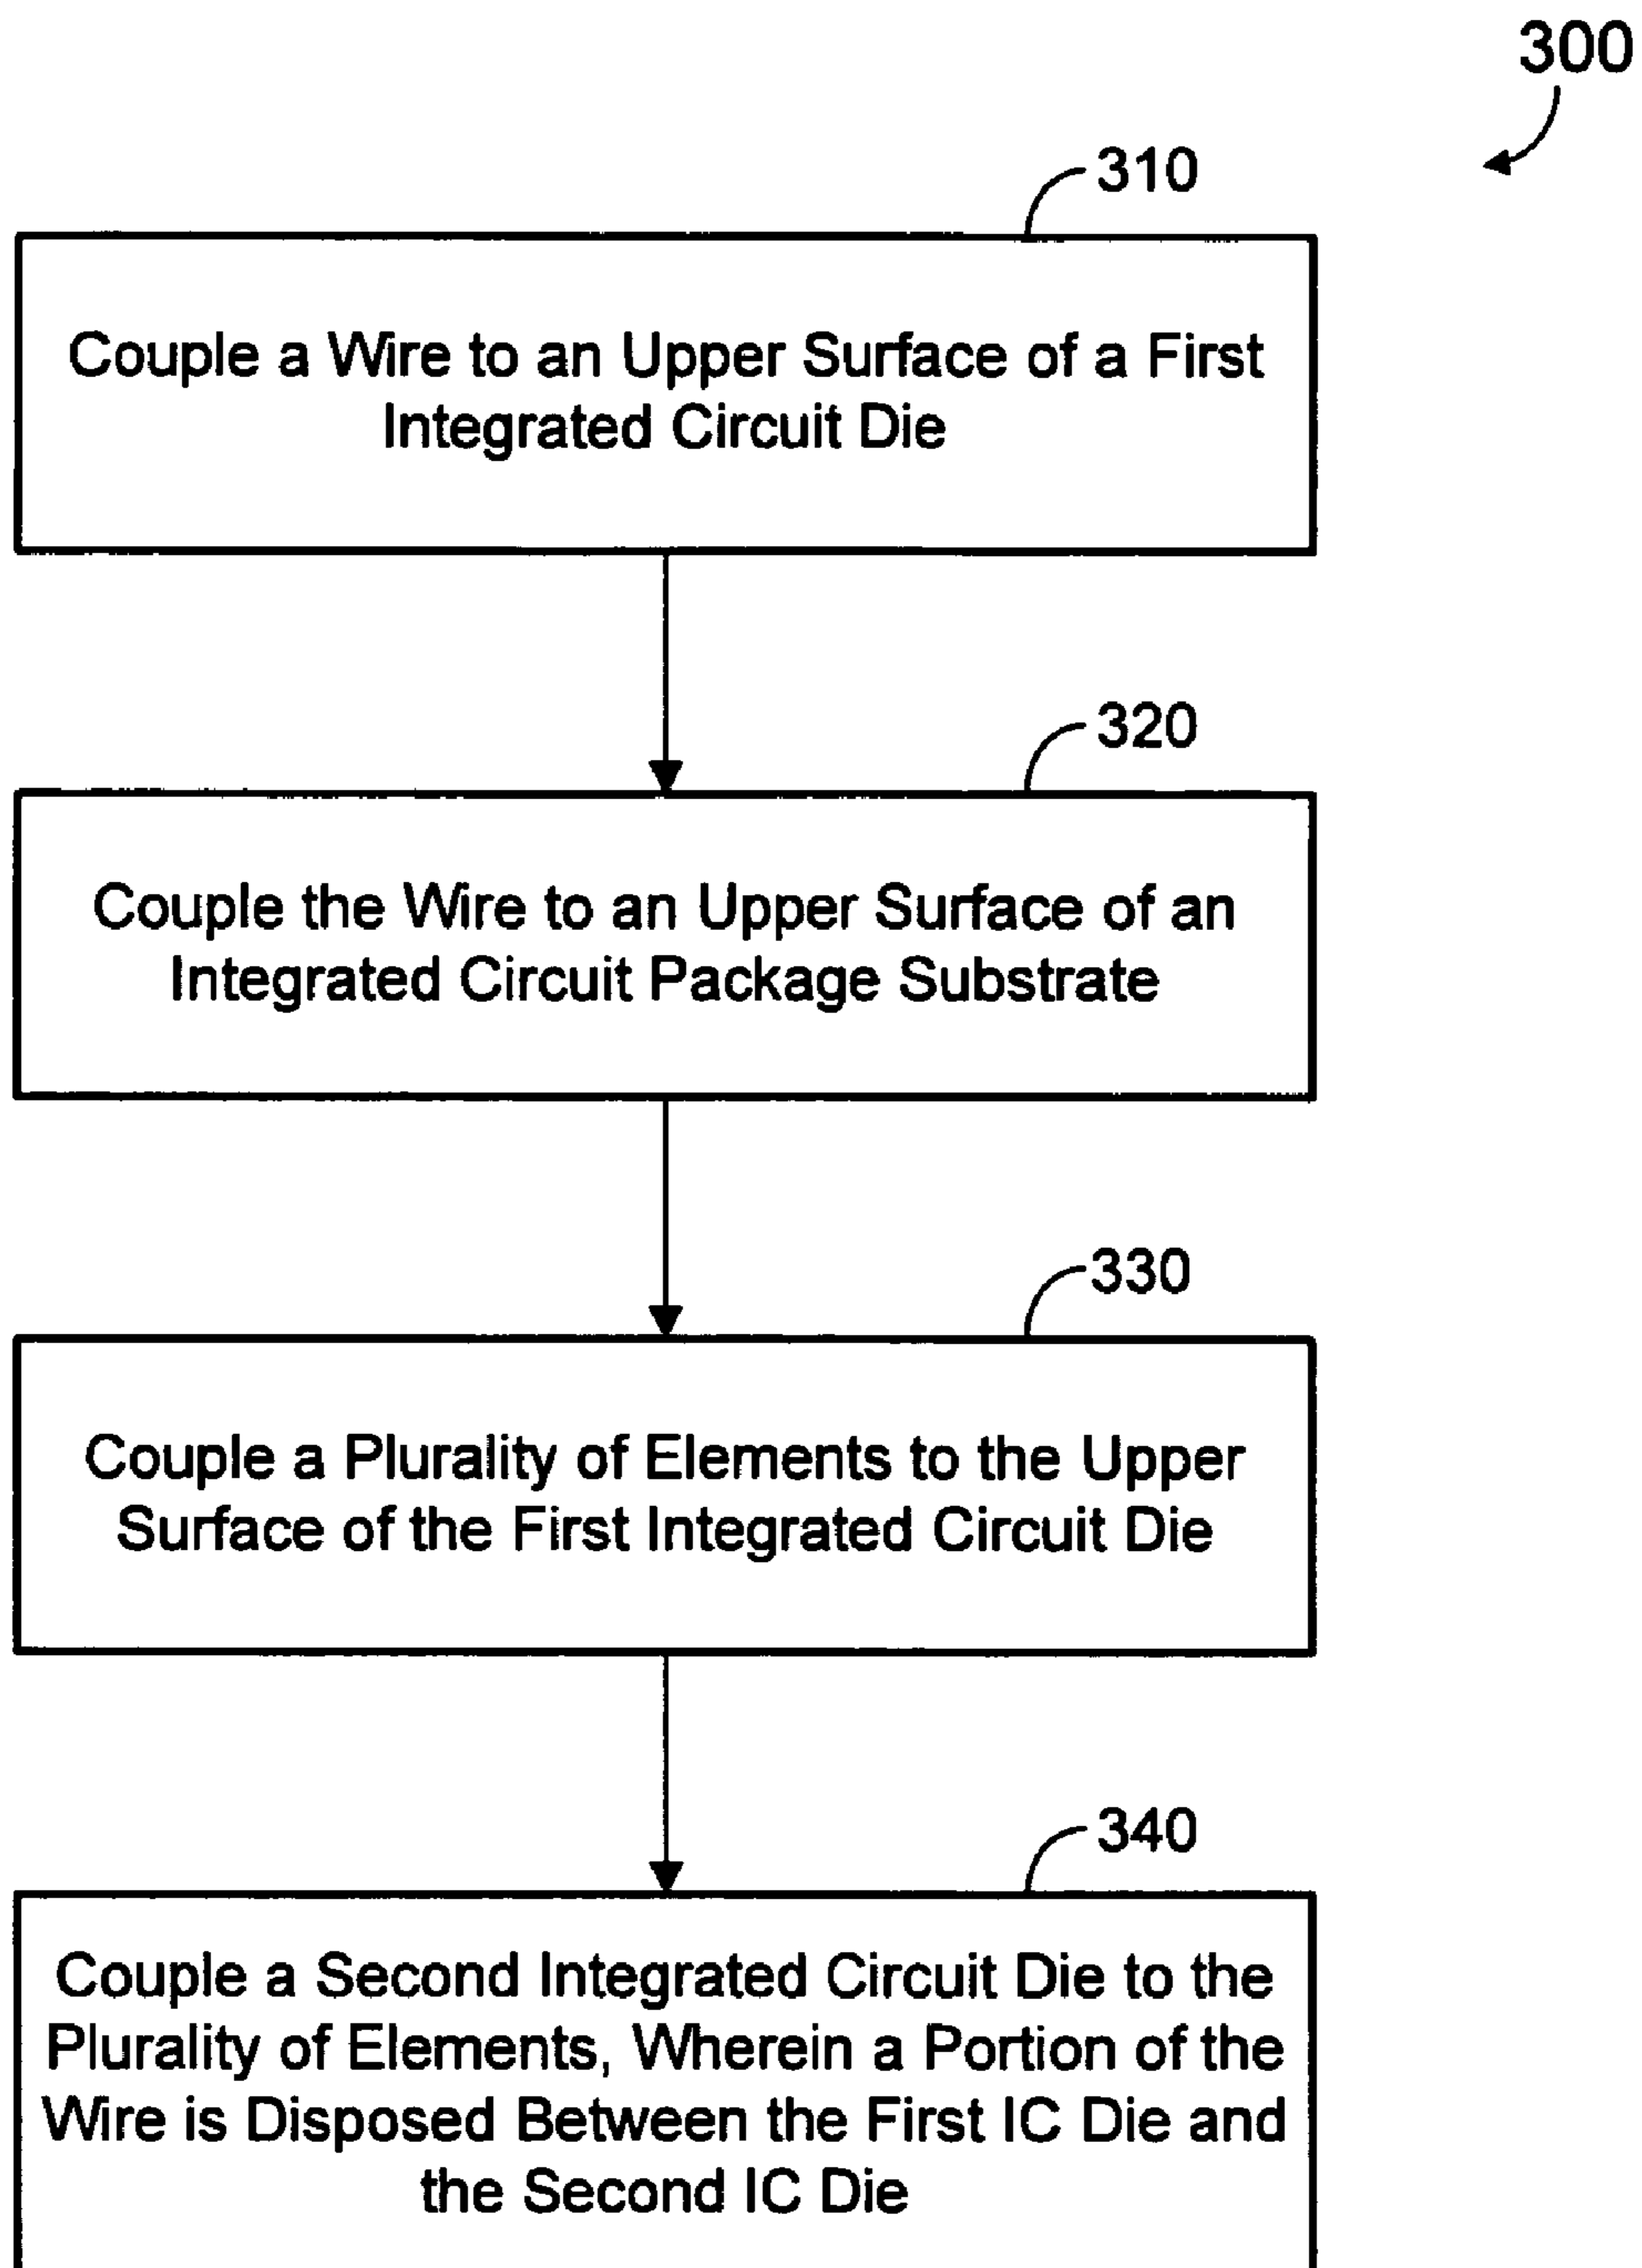 300
310
Couple a Wire to an Upper Surface of a First
Integrated Circuit Die
320
Couple the Wire to an Upper Surface of an
Integrated Circuit Package Substrate
330
Couple a Plurality of Elements to the Upper
Surface of the First Integrated Circuit Die
340
Couple a Second Integrated Circuit Die to the
Plurality of Elements, Wherein a Portion of the
Wire is Disposed Between the First IC Die and
the Second IC Die